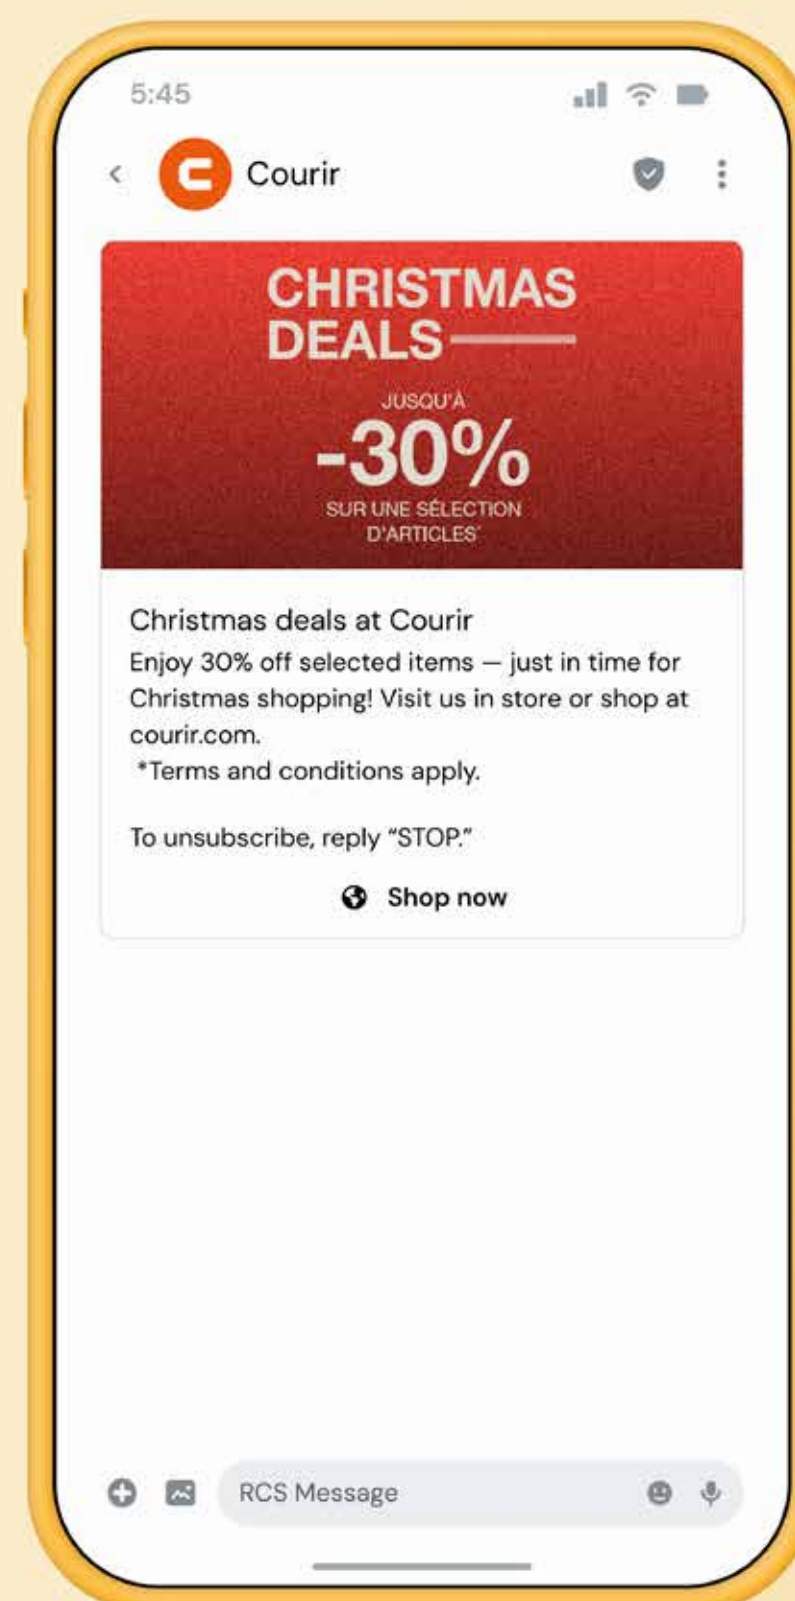 5:45
Courir
CHRISTMAS
DEALS
JUSQU'À
-30%
SUR UNE SÉLECTION
D'ARTICLES*
Christmas deals at Courir
Enjoy 30% off selected items — just in time for
Christmas shopping! Visit us in store or shop at
courir.com.
*Terms and conditions apply.
To unsubscribe, reply “STOP.”
Shop now
RCS Message